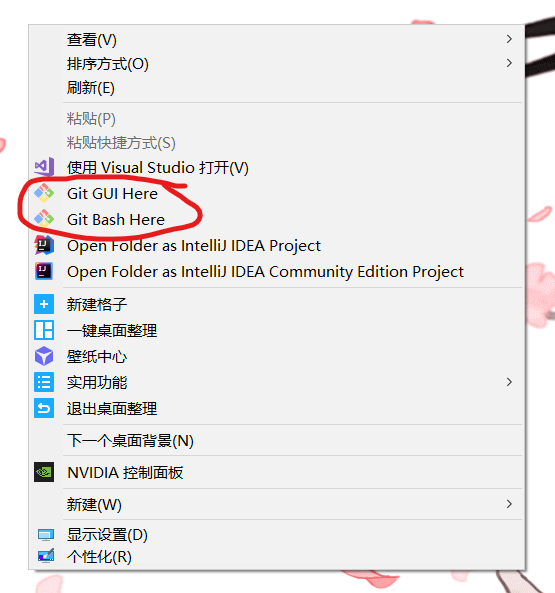 查看(V)
排序方式(O)
刷新(E)
粘贴(P)
粘贴快捷方式(S)
使用 Visual Studio 打开(V)
Git GUI Here
Git Bash Here
Open Folder as IntelliJ IDEA Project
Open Folder as IntelliJ IDEA Community Edition Project
新建格子
一键桌面整理
壁纸中心
实用功能
退出桌面整理
下一个桌面背景(N)
NVIDIA 控制面板
新建(W)
显示设置(D)
个性化(R)